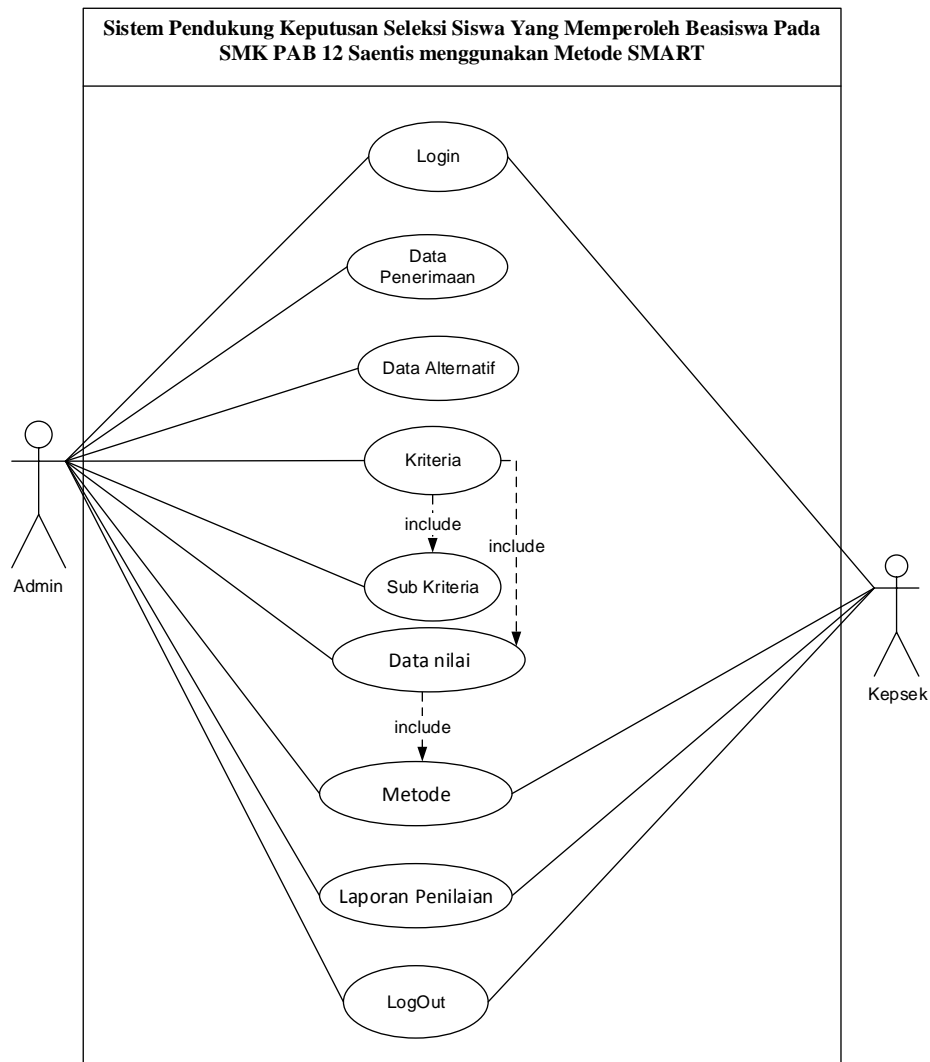 Sistem Pendukung Keputusan Seleksi Siswa Yang Memperoleh Beasiswa Pada
SMK PAB 12 Saentis menggunakan Metode SMART
Login
Data
Penerimaan
Data Alternatif
Kriteria
include
include
Sub Kriteria
Admin
Data nilai
Kepsek
include
Metode
Laporan Penilaian
LogOut